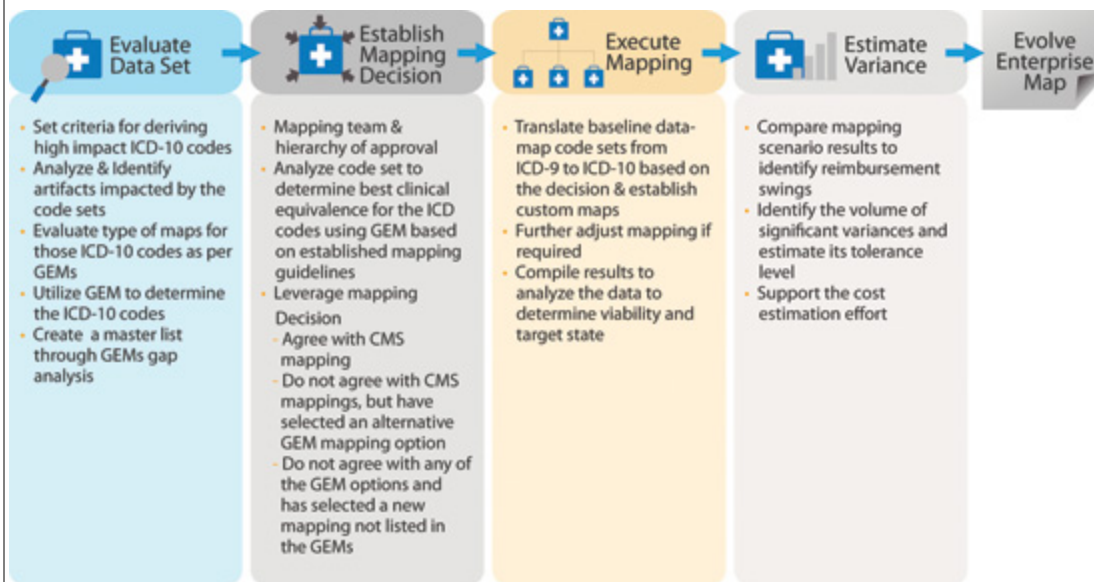 Evaluate
Data Set
Establish
Mapping
Decision
Execute
Mapping
Estimate
Variance
Evolve
Enterprise
Map
• Set criteria for deriving
high impact ICD-10 codes
• Analyze & Identify
artifacts impacted by the
code sets
• Evaluate type of maps for
those ICD-10 codes as per
GEMs
• Utilize GEM to determine
the ICD-10 codes
• Create a master list
through GEMs gap
analysis
• Mapping team &
hierarchy of approval
• Analyze code set to
determine best clinical
equivalence for the ICD
codes using GEM based
on established mapping
guidelines
• Leverage mapping
Decision
- Agree with CMS
mapping
- Do not agree with CMS
mappings, but have
selected an alternative
GEM mapping option
- Do not agree with any of
the GEM options and
has selected a new
mapping not listed in
the GEMs
• Translate baseline data-
map code sets from
ICD-9 to ICD-10 based on
the decision & establish
custom maps
• Further adjust mapping if
required
• Compile results to
analyze the data to
determine viability and
target state
• Compare mapping
scenario results to
identify reimbursement
swings
• Identify the volume of
significant variances and
estimate its tolerance
level
• Support the cost
estimation effort